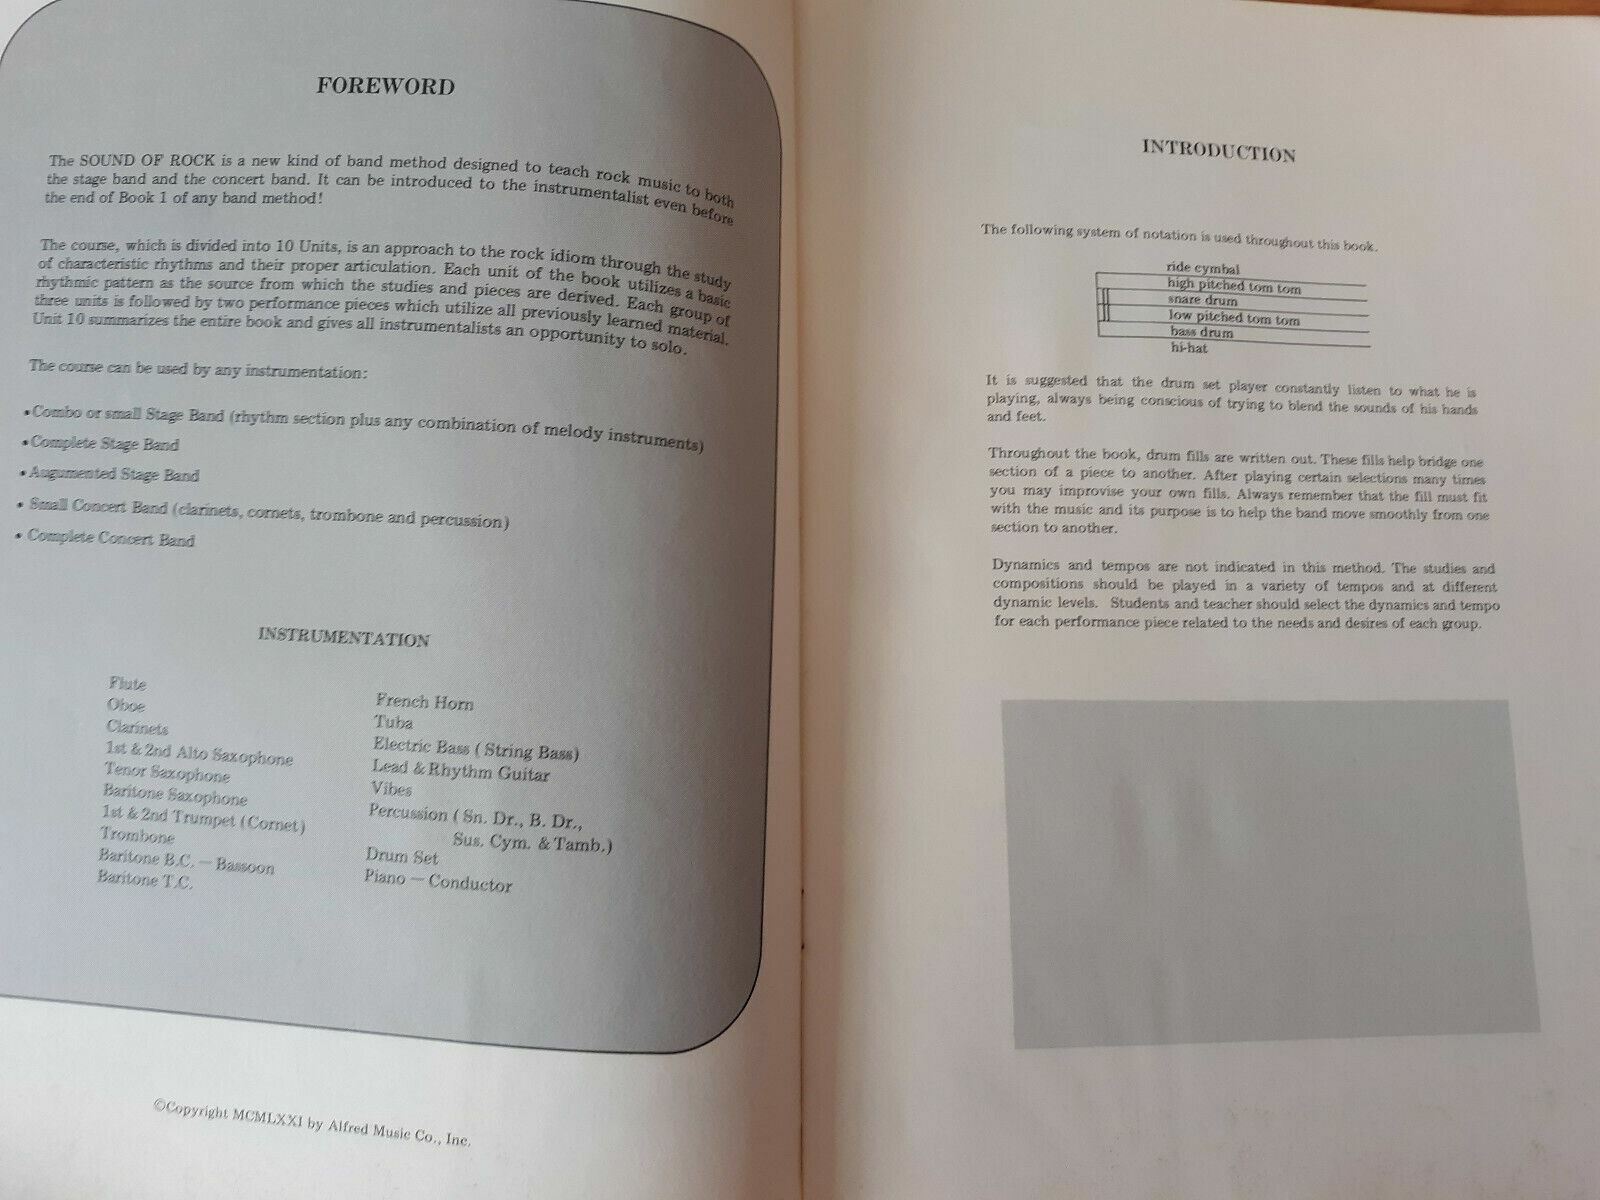 FOREWORD
The SOUND OF ROCK is a new kind of band method designed to teach rock music to both
the stage band and the concert band. It can be introduced to the instrumentalist even before
the end of Book 1 of any band method!
The course, which is divided into 10 Units, is an approach to the rock idiom through the study
of characteristic rhythms and their proper articulation. Each unit of the book utilizes a basic
rhythmic pattern as the source from which the studies and pieces are derived. Each group of
three units is followed by two performance pieces which utilize all previously learned material.
Unit 10 summarizes the entire book and gives all instrumentalists an opportunity to solo.
The course can be used by any instrumentation:
• Combo or small Stage Band (rhythm section plus any combination of melody instruments)
• Complete Stage Band
• Augumented Stage Band
• Small Concert Band (clarinets, cornets, trombone and percussion)
• Complete Concert Band
INSTRUMENTATION
Flute
Oboe
Clarinets
1st & 2nd Alto Saxophone
Tenor Saxophone
Baritone Saxophone
1st & 2nd Trumpet (Cornet)
Trombone
Baritone B.C. — Bassoon
Baritone T.C.
French Horn
Tuba
Electric Bass ( String Bass)
Lead & Rhythm Guitar
Vibes
Percussion ( Sn. Dr., B. Dr.,
Sus. Cym. & Tamb.)
Drum Set
Piano — Conductor
©Copyright MCMLXXI by Alfred Music Co., Inc.
INTRODUCTION
The following system of notation is used throughout this book.
ride cymbal
high pitched tom tom
snare drum
low pitched tom tom
bass drum
hi-hat
It is suggested that the drum set player constantly listen to what he is
playing, always being conscious of trying to blend the sounds of his hands
and feet.
Throughout the book, drum fills are written out. These fills help bridge one
section of a piece to another. After playing certain selections many times
you may improvise your own fills. Always remember that the fill must fit
with the music and its purpose is to help the band move smoothly from one
section to another.
Dynamics and tempos are not indicated in this method. The studies and
compositions should be played in a variety of tempos and at different
dynamic levels. Students and teacher should select the dynamics and tempo
for each performance piece related to the needs and desires of each group.